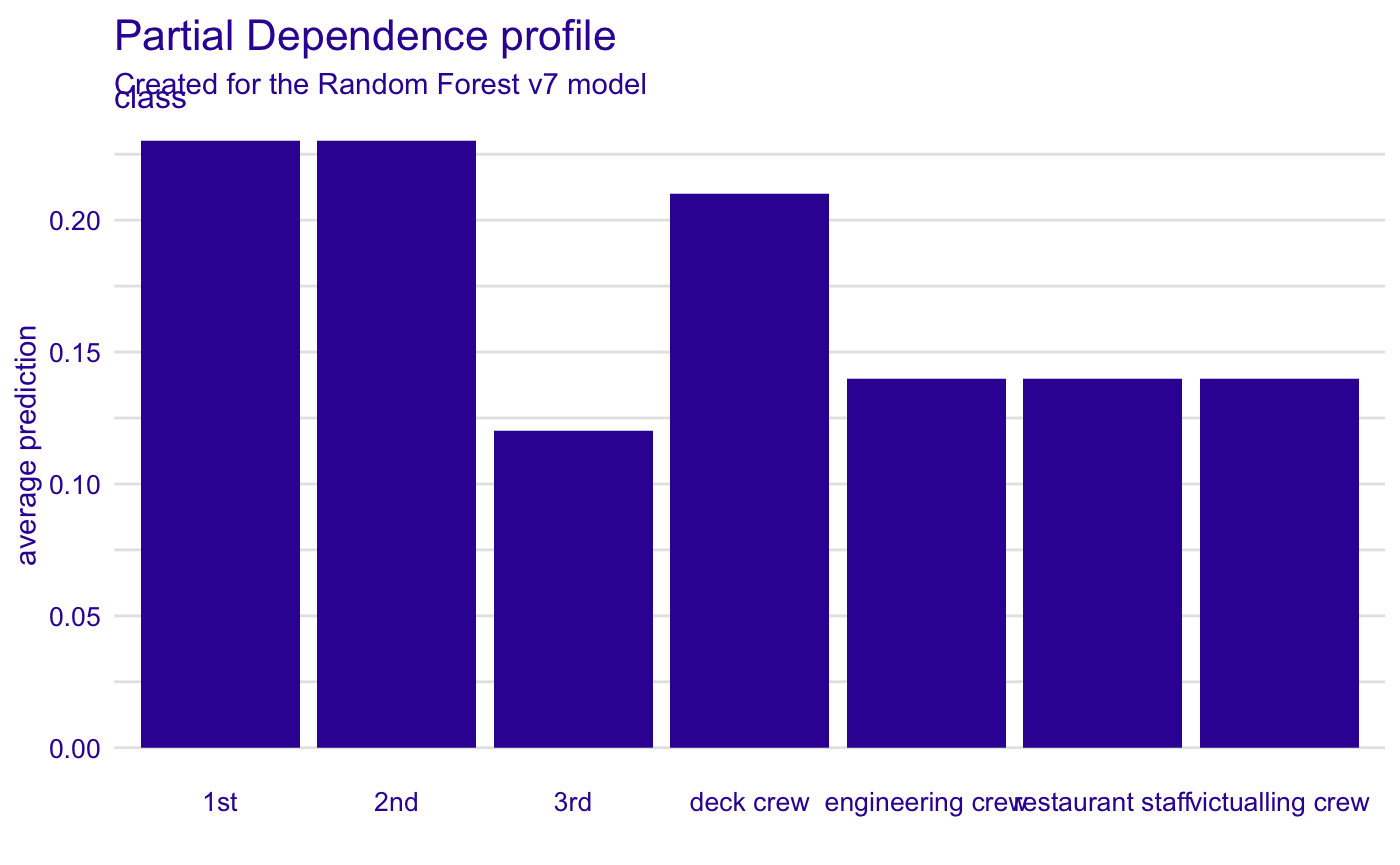 Partial Dependence profile
Created for the Random Forest v7 model
class
0.20
0.15
0.10
0.05
0.00
average prediction
1st 2nd 3rd deck crew engineering crew restaurant staff victualling crew